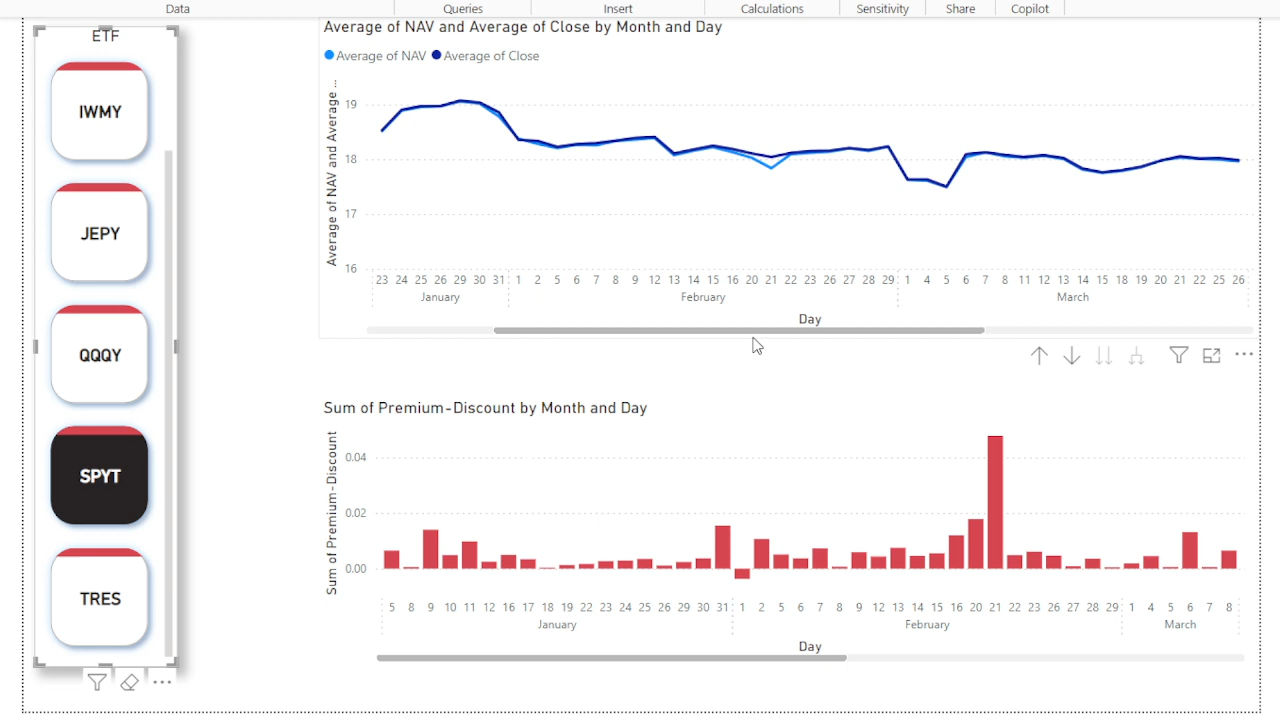 Data Queries Insert Calculations Sensitivity Share Copilot
ETF
IWMY
JEPY
QQQY
SPYT
TRES
Average of NAV and Average of Close by Month and Day
Average of NAV Average of Close
Average of NAV and Average ...
19
18
17
16
23 24 25 26 29 30 31 1 2 5 6 7 8 9 12 13 14 15 16 20 21 22 23 26 27 28 29 1 4 5 6 7 8 11 12 13 14 15 18 19 20 21 22 25 26
January February March
Day
Sum of Premium-Discount by Month and Day
Sum of Premium-Discount
0.04
0.02
0.00
5 8 9 10 11 12 16 17 18 19 22 23 24 25 26 29 30 31 1 2 5 6 7 8 9 12 13 14 15 16 20 21 22 23 26 27 28 29 1 4 5 6 7 8
January February March
Day